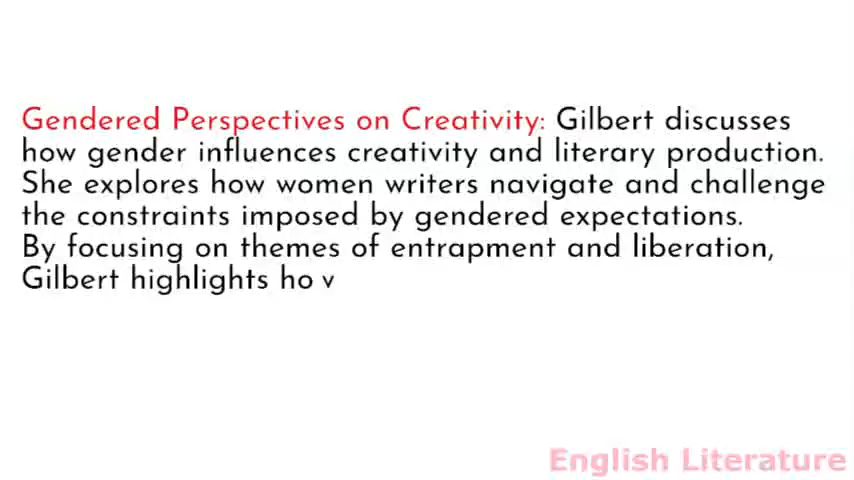 Gendered Perspectives on Creativity: Gilbert discusses
how gender influences creativity and literary production.
She explores how women writers navigate and challenge
the constraints imposed by gendered expectations.
By focusing on themes of entrapment and liberation,
Gilbert highlights ho
English Literature